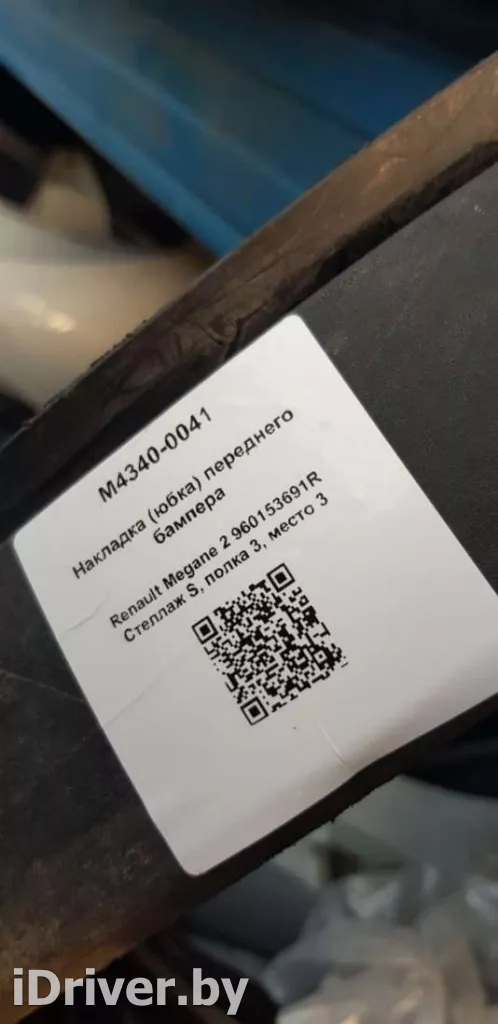 M4340-0041
Накладка (юбка) переднего
бампера
Renault Megane 2 960153691R
Стеллаж S, полка 3, место 3
iDriver.by